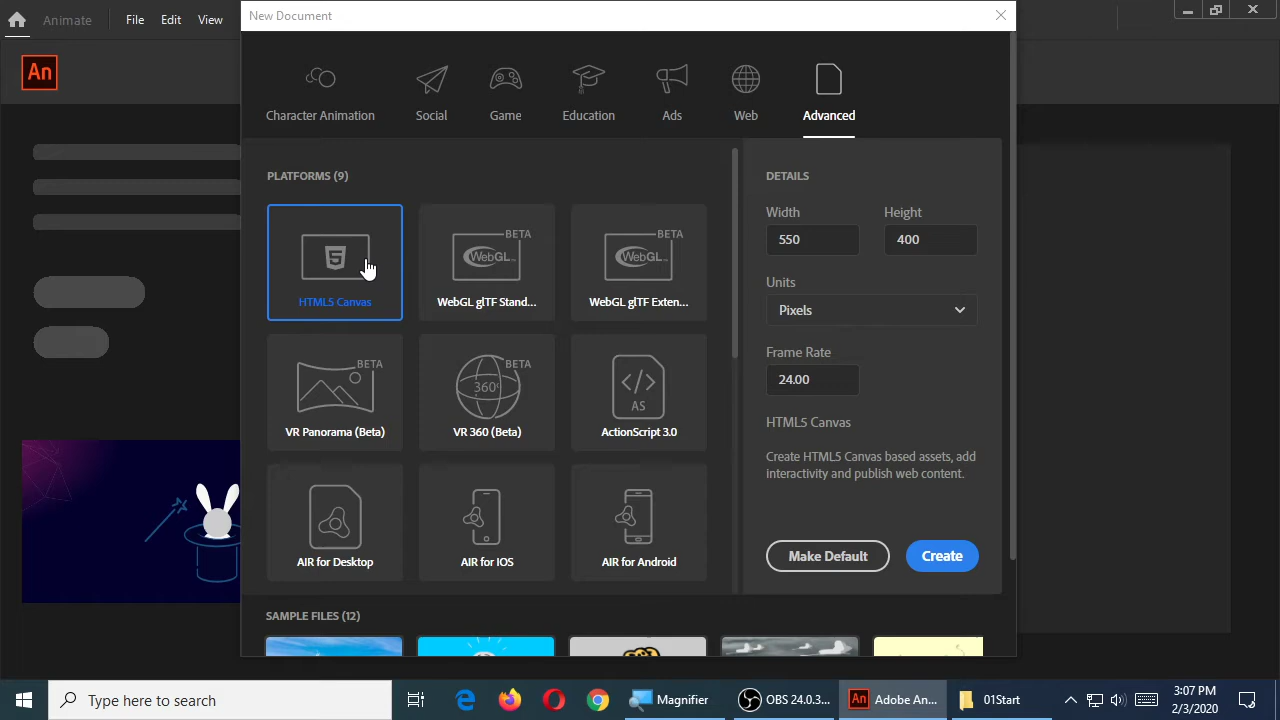 New Document
Animate File Edit View
An
Character Animation Social Game Education Ads Web Advanced
PLATFORMS (9)
HTML5 Canvas
BETA
WebGL
WebGL glTF Stand...
BETA
WebGL
WebGL glTF Exten...
BETA
VR Panorama (Beta)
BETA
360°
VR 360 (Beta)
AS
ActionScript 3.0
AIR for Desktop
AIR for IOS
AIR for Android
SAMPLE FILES (12)
DETAILS
Width Height
550 400
Units
Pixels
Frame Rate
24.00
HTML5 Canvas
Create HTML5 Canvas based assets, add
interactivity and publish web content.
Make Default Create
Type here to search
Magnifier
OBS 24.0.3...
An Adobe An...
01Start
3:07 PM
2/3/2020